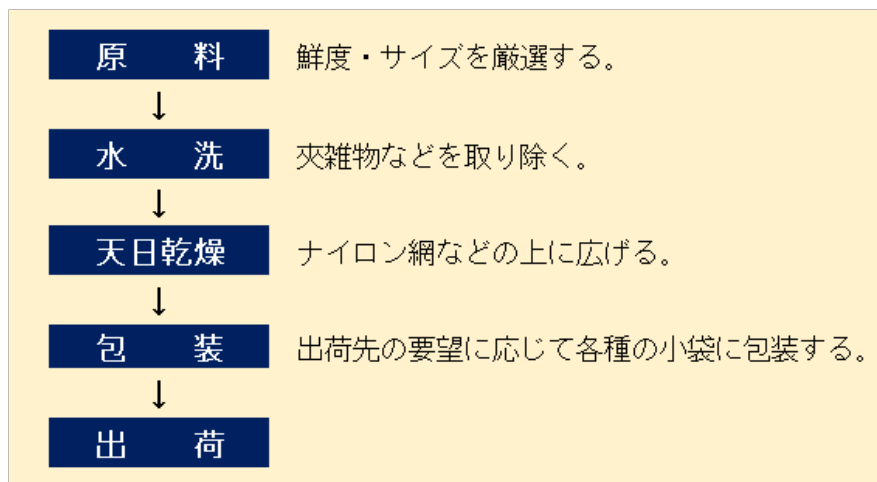 原 料 鮮度・サイズを厳選する。
↓
水 洗 夾雑物などを取り除く。
↓
天日乾燥 ナイロン網などの上に広げる。
↓
包 装 出荷先の要望に応じて各種の小袋に包装する。
↓
出 荷